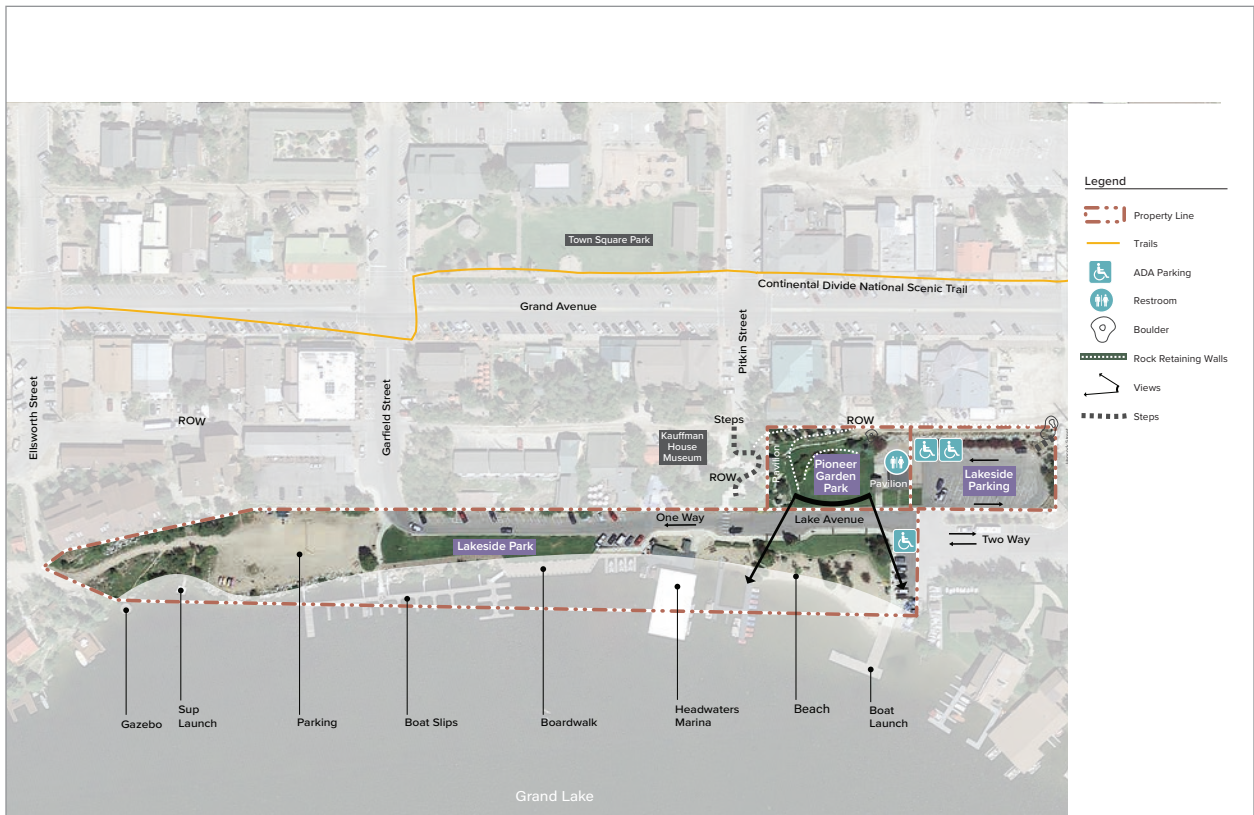 Legend
Property Line
Trails
ADA Parking
Restroom
Boulder
Rock Retaining Walls
Views
Steps
Town Square Park
Continental Divide National Scenic Trail
Grand Avenue
Pitkin Street
Garfield Street
Ellsworth Street
ROW
Steps
ROW
Kauffman
House
Museum
ROW
Pavilion
Pioneer
Garden
Park
Pavilion
Lakeside
Parking
One Way
Lake Avenue
Two Way
Lakeside Park
Gazebo
Sup
Launch
Parking
Boat Slips
Boardwalk
Headwaters
Marina
Beach
Boat
Launch
Grand Lake